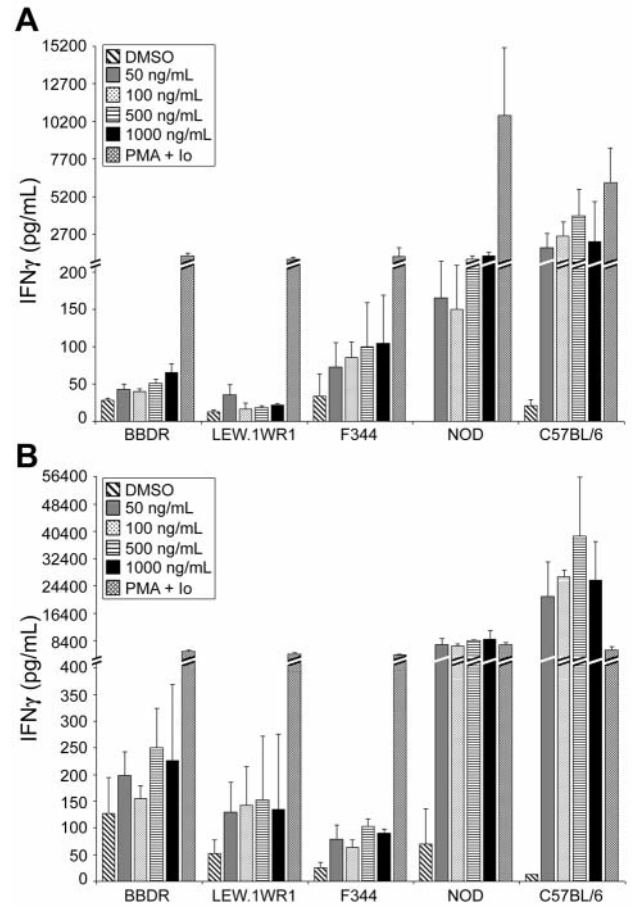 A
15200
12700
10200
7700
5200
2700
200
150
100
50
0
IFNγ (pg/mL)
DMSO
50 ng/mL
100 ng/mL
500 ng/mL
1000 ng/mL
PMA + Io
BBDR LEW.1WR1 F344 NOD C57BL/6
B
56400
48400
40400
32400
24400
16400
8400
400
350
300
250
200
150
100
50
0
IFNγ (pg/mL)
DMSO
50 ng/mL
100 ng/mL
500 ng/mL
1000 ng/mL
PMA + Io
BBDR LEW.1WR1 F344 NOD C57BL/6